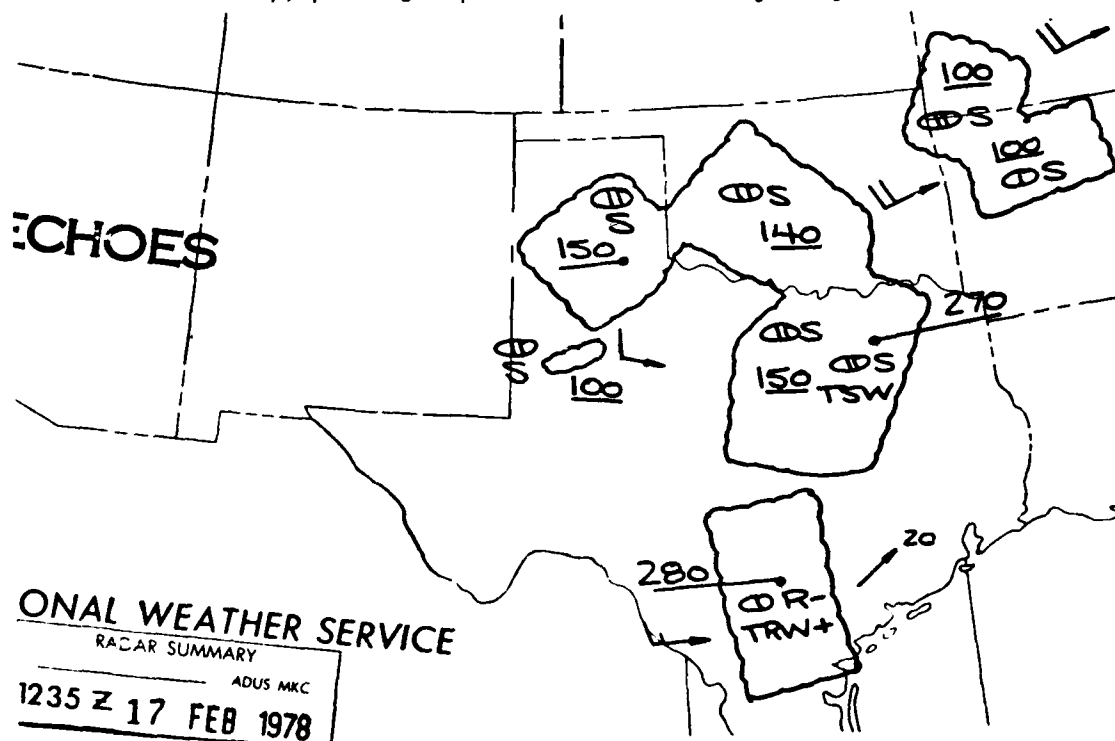 100
S
100
S
S
140
S
150
ECHOES
270
S
S
150
TSW
S
100
20
280
R-
TRW+
ONAL WEATHER SERVICE
RADAR SUMMARY
ADUS MKC
1235 Z 17 FEB 1978